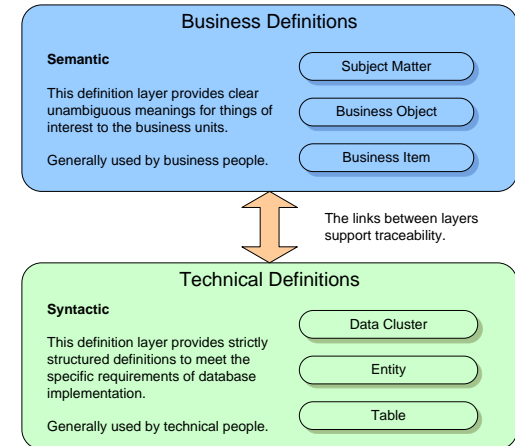 Business Definitions
Semantic
This definition layer provides clear
unambiguous meanings for things of
interest to the business units.
Generally used by business people.
Subject Matter
Business Object
Business Item
The links between layers
support traceability.
Technical Definitions
Syntactic
This definition layer provides strictly
structured definitions to meet the
specific requirements of database
implementation.
Generally used by technical people.
Data Cluster
Entity
Table